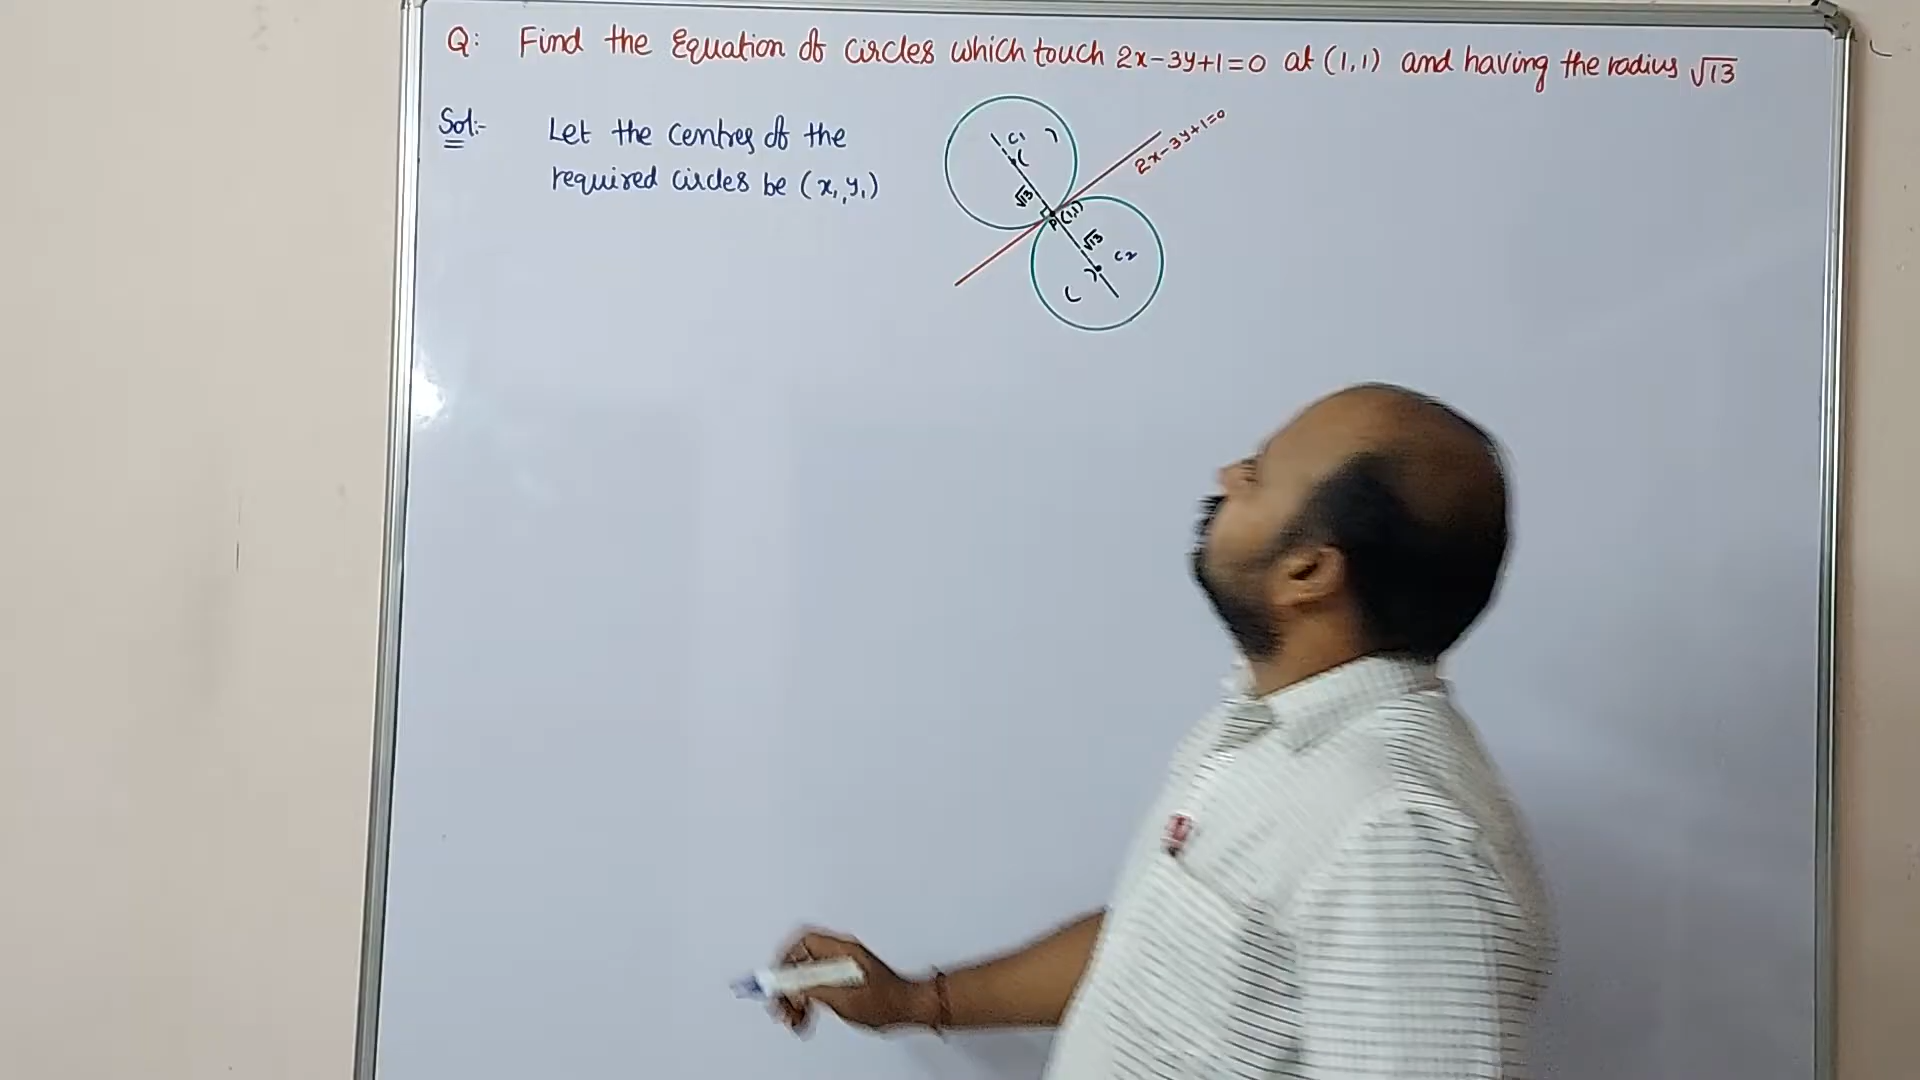 Q: Find the Equation of circles which touch 2x-3y+1=0 at (1,1) and having the radius √13
Sol:- Let the centres of the
required circles be (x₁,y₁)
2x-3y+1=0
C₁
( )
√13
P(1,1)
√13
C₂
( )